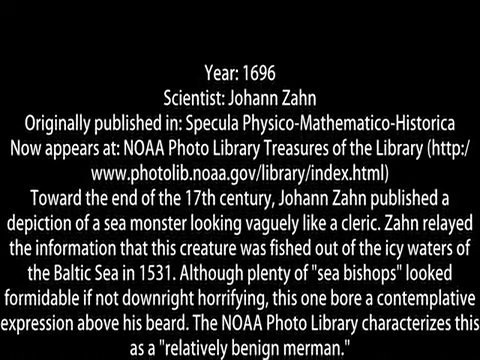 Year: 1696
Scientist: Johann Zahn
Originally published in: Specula Physico-Mathematico-Historica
Now appears at: NOAA Photo Library Treasures of the Library (http:/
www.photolib.noaa.gov/library/index.html)
Toward the end of the 17th century, Johann Zahn published a
depiction of a sea monster looking vaguely like a cleric. Zahn relayed
the information that this creature was fished out of the icy waters of
the Baltic Sea in 1531. Although plenty of "sea bishops" looked
formidable if not downright horrifying, this one bore a contemplative
expression above his beard. The NOAA Photo Library characterizes this
as a "relatively benign merman."